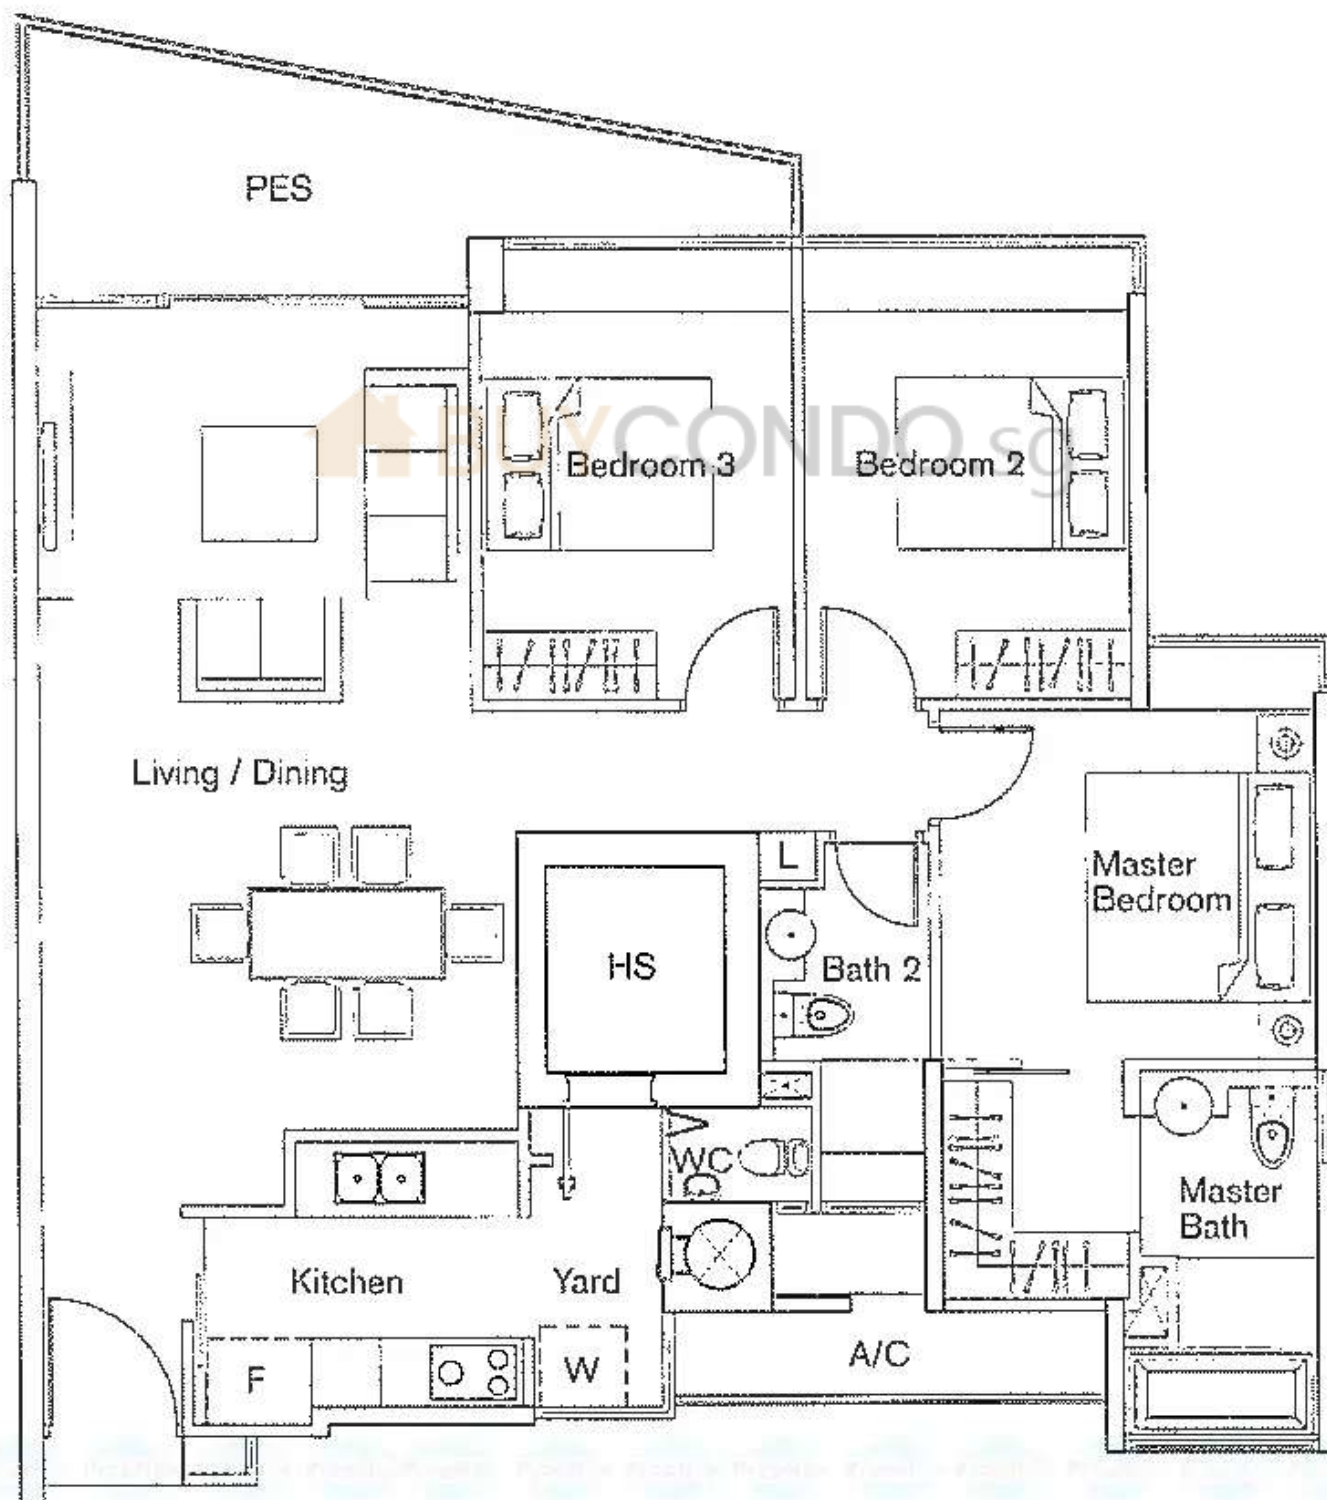 PES
BUYCONDO.sg
Bedroom 3
Bedroom 2
Living / Dining
L
Master
Bedroom
HS
Bath 2
WC
Master
Bath
Kitchen
Yard
A/C
F
W